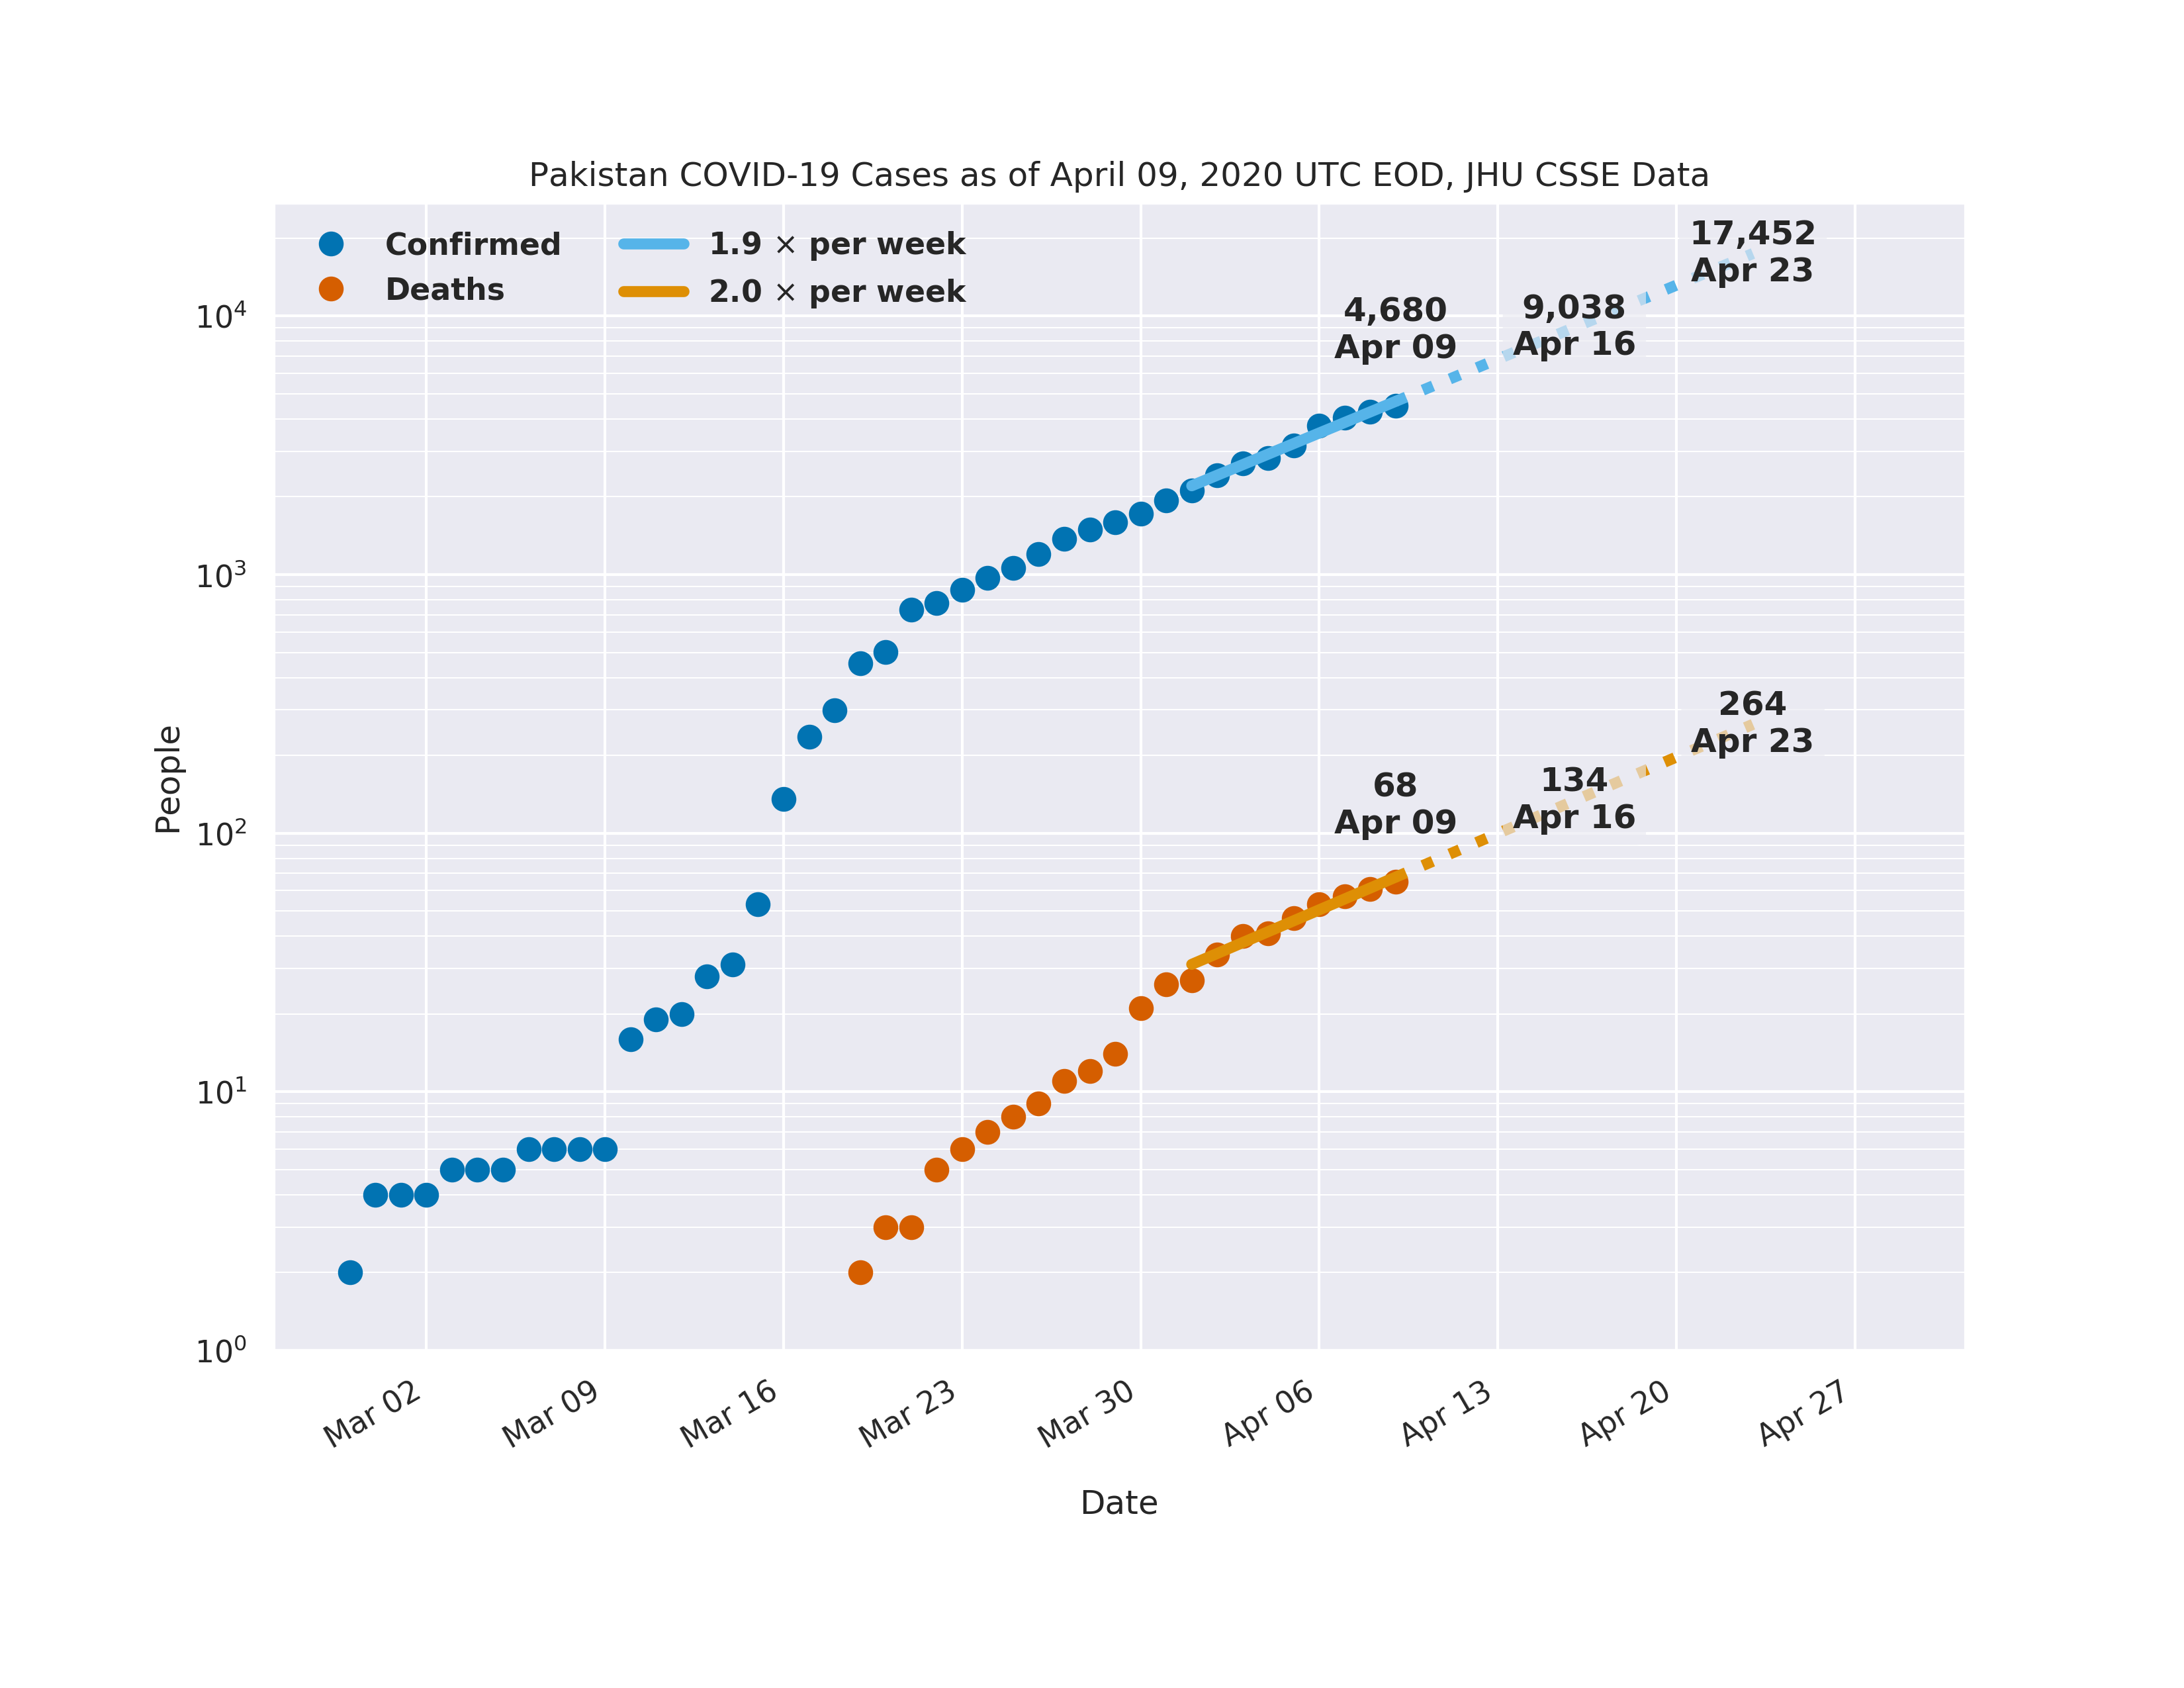 Pakistan COVID-19 Cases as of April 09, 2020 UTC EOD, JHU CSSE Data
Confirmed
Deaths
1.9 × per week
2.0 × per week
17,452
Apr 23
4,680
Apr 09
9,038
Apr 16
264
Apr 23
68
Apr 09
134
Apr 16
People
10⁴
10³
10²
10¹
10⁰
Mar 02
Mar 09
Mar 16
Mar 23
Mar 30
Apr 06
Apr 13
Apr 20
Apr 27
Date